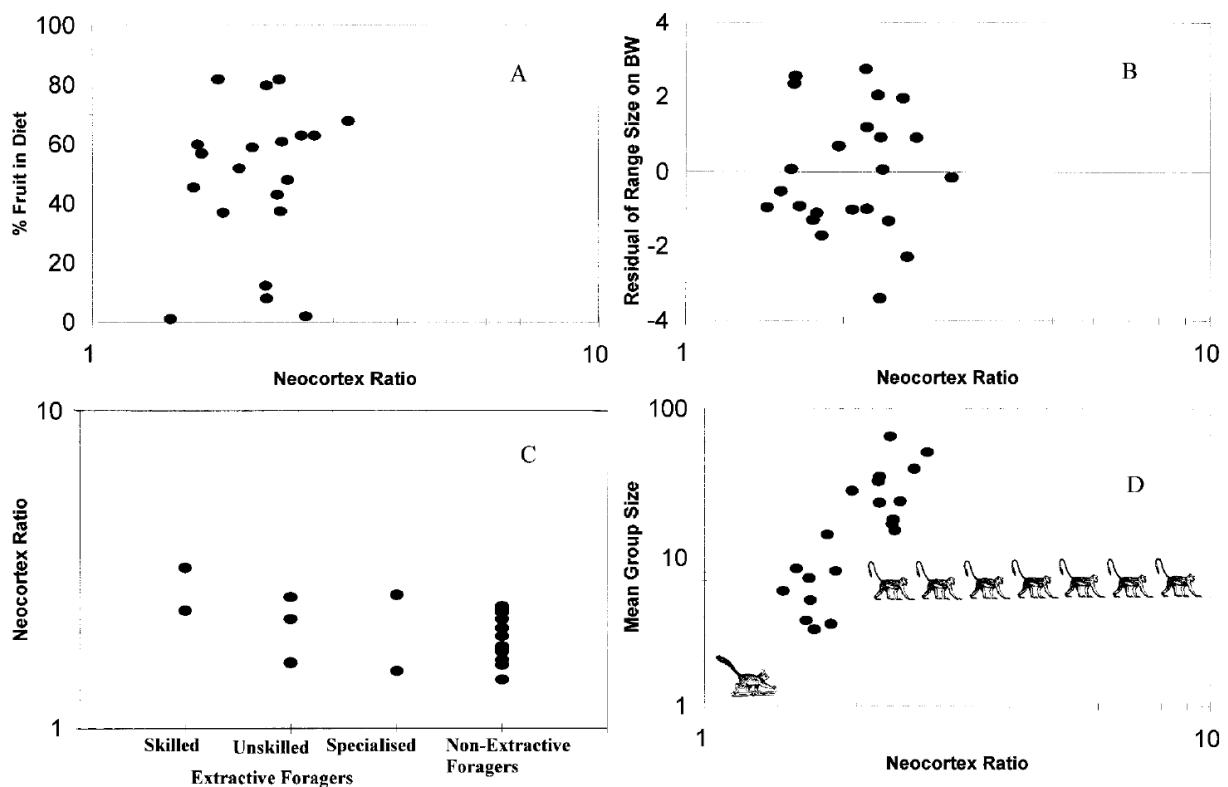 100
80
60
40
20
0
% Fruit in Diet
A
1
10
Neocortex Ratio
4
2
0
-2
-4
Residual of Range Size on BW
B
1
10
Neocortex Ratio
10
1
Neocortex Ratio
C
Skilled
Unskilled
Specialised
Non-Extractive
Foragers
Extractive Foragers
100
10
1
Mean Group Size
D
1
10
Neocortex Ratio